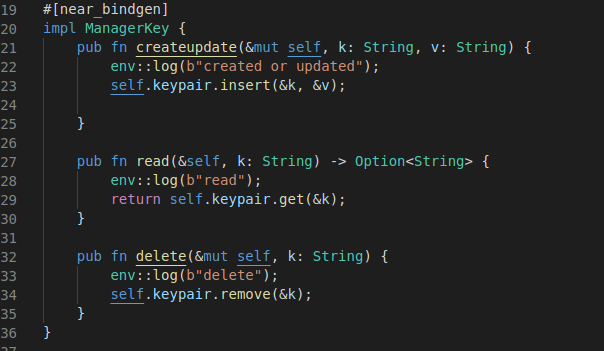 19 #[near_bindgen]
20 impl ManagerKey {
21     pub fn createupdate(&mut self, k: String, v: String) {
22         env::log(b"created or updated");
23         self.keypair.insert(&k, &v);
24
25     }
26
27     pub fn read(&self, k: String) -> Option<String> {
28         env::log(b"read");
29         return self.keypair.get(&k);
30     }
31
32     pub fn delete(&mut self, k: String) {
33         env::log(b"delete");
34         self.keypair.remove(&k);
35     }
36 }
37